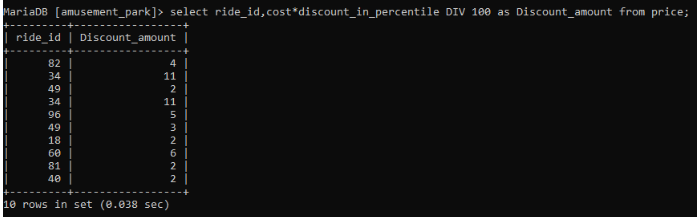 MariaDB [amusement_park]> select ride_id,cost*discount_in_percentile DIV 100 as Discount_amount from price;
+---------+-----------------+
| ride_id | Discount_amount |
+---------+-----------------+
|      82 |               4 |
|      34 |              11 |
|      49 |               2 |
|      34 |              11 |
|      96 |               5 |
|      49 |               3 |
|      18 |               2 |
|      60 |               6 |
|      81 |               2 |
|      40 |               2 |
+---------+-----------------+
10 rows in set (0.038 sec)